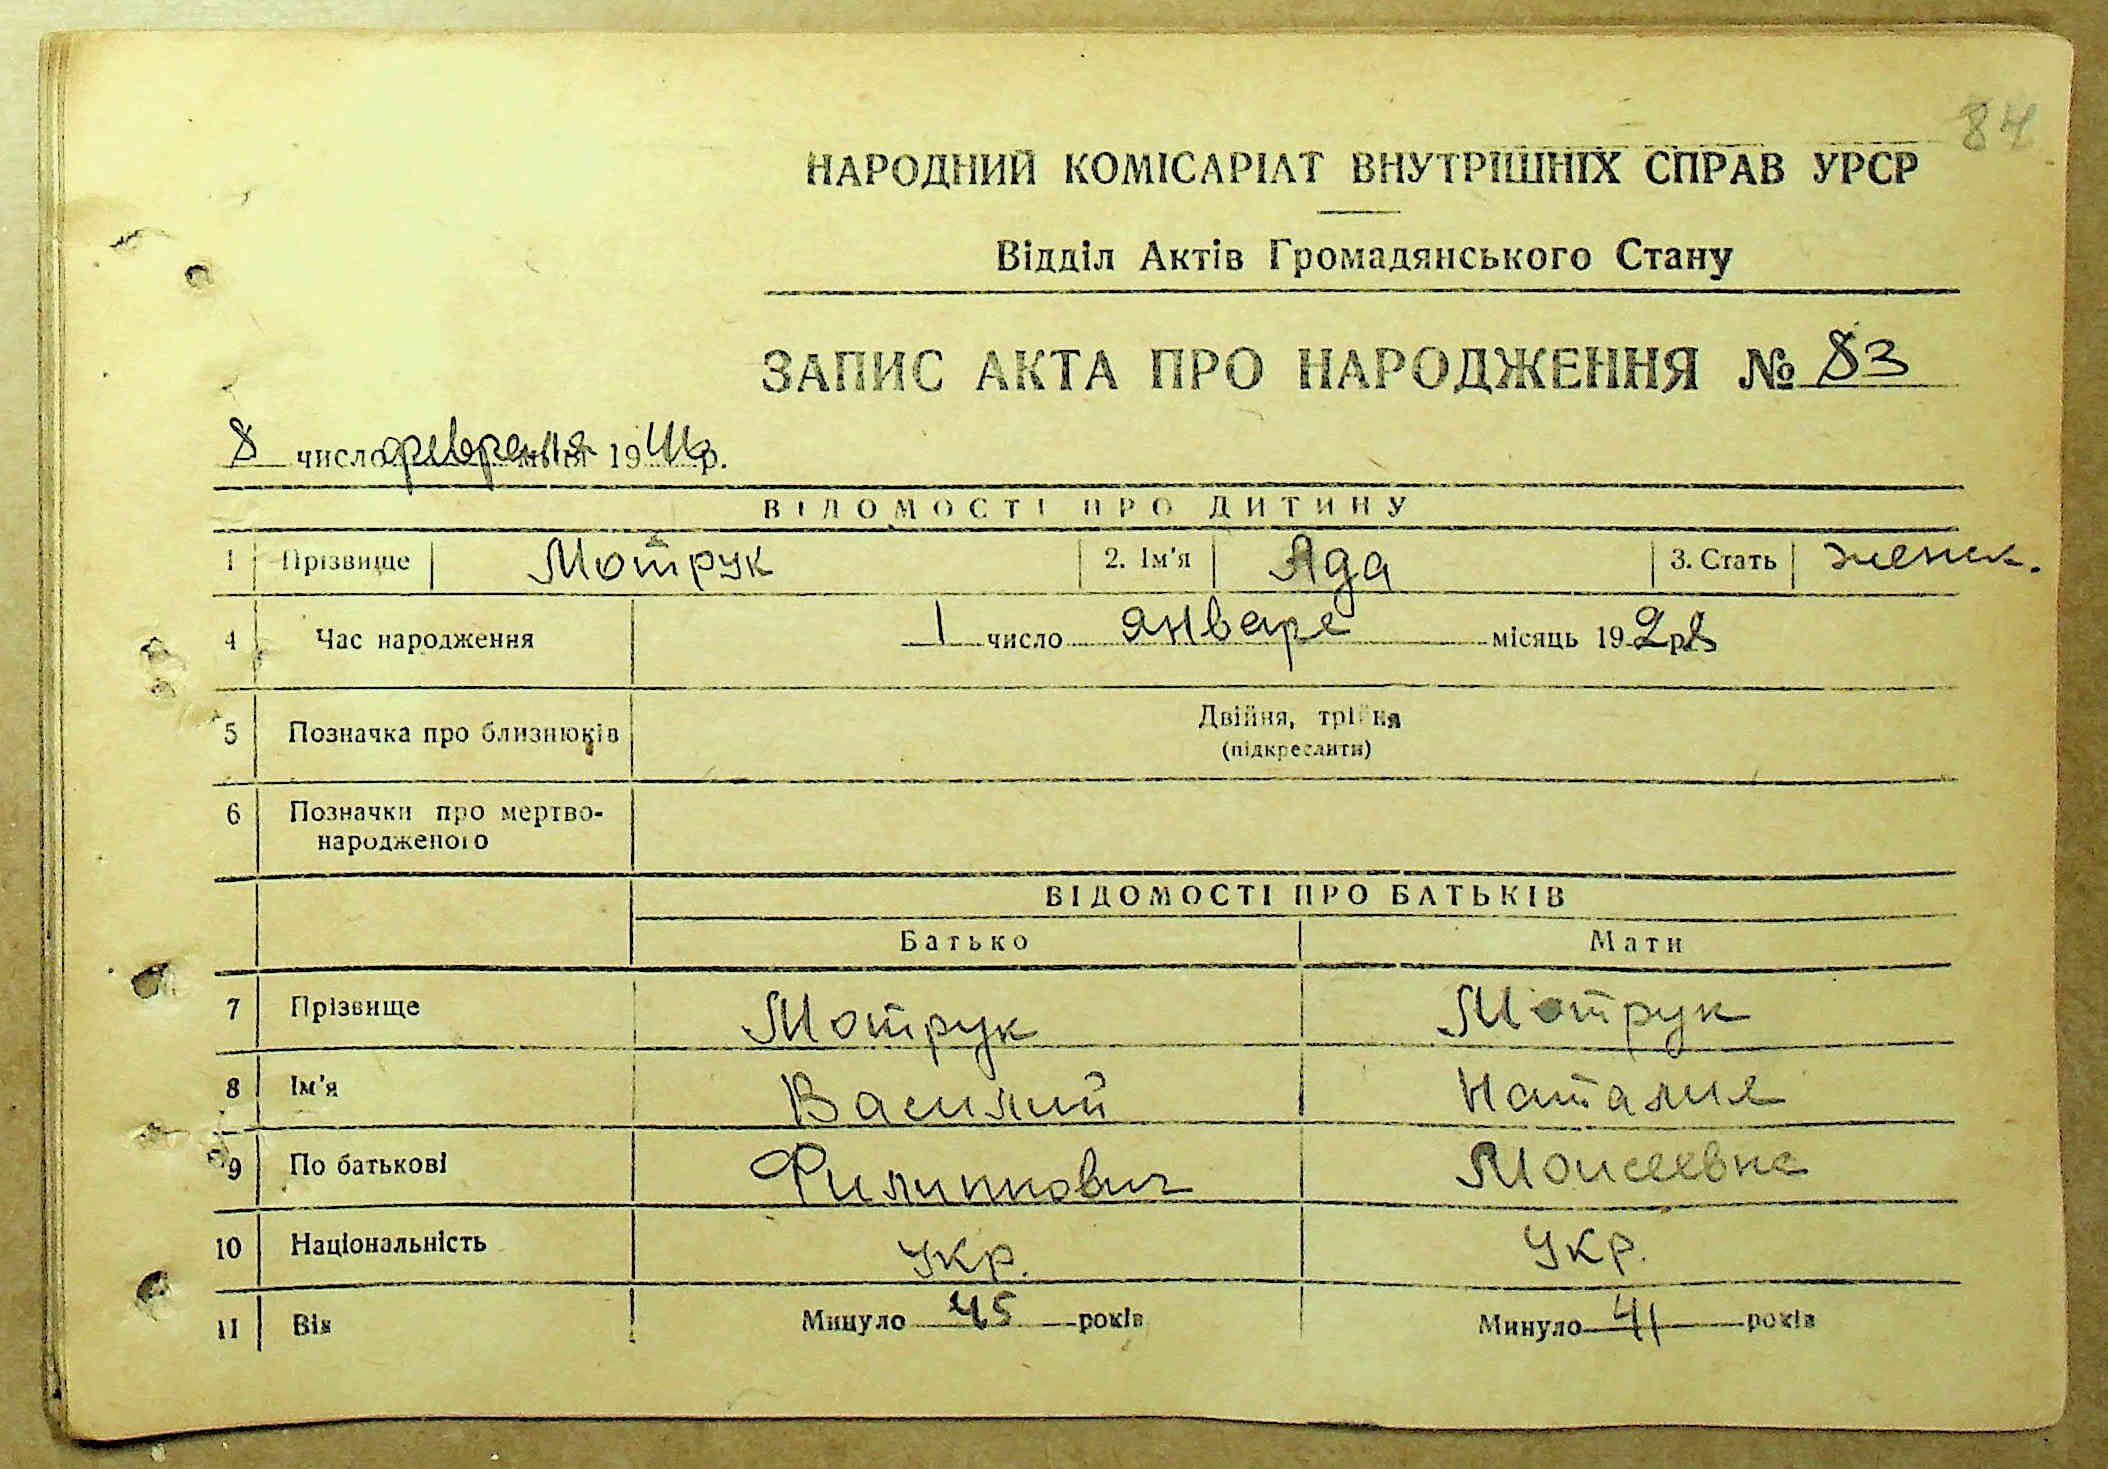 84
НАРОДНИЙ КОМІСАРІАТ ВНУТРІШНІХ СПРАВ УРСР
Відділ Актів Громадянського Стану
ЗАПИС АКТА ПРО НАРОДЖЕННЯ № 83
8 число февраля 19 р.
ВІДОМОСТІ ПРО ДИТИНУ
1 Прізвище Мотрук 2. Ім'я Ада 3. Стать женск.
4 Час народження 1 число января місяць 1928 р.
5 Позначка про близнюків Двійня, трійня
(підкреслити)
6 Позначки про мертво-
народженого
ВІДОМОСТІ ПРО БАТЬКІВ
Батько Мати
7 Прізвище Мотрук Мотрук
8 Ім'я Василий Наталия
9 По батькові Филиппович Моисеевна
10 Національність Укр. Укр.
11 Вік Минуло 45 років Минуло 41 років